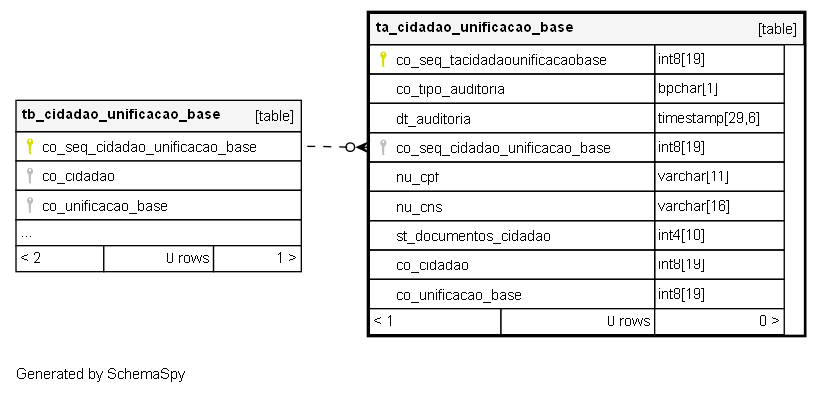 ta_cidadao_unificacao_base [table]
co_seq_tacidadaounificacaobase int8[19]
co_tipo_auditoria bpchar[1]
dt_auditoria timestamp[29,6]
co_seq_cidadao_unificacao_base int8[19]
nu_cpf varchar[11]
nu_cns varchar[16]
st_documentos_cidadao int4[10]
co_cidadao int8[19]
co_unificacao_base int8[19]
< 1 0 rows 0 >
tb_cidadao_unificacao_base [table]
co_seq_cidadao_unificacao_base
co_cidadao
co_unificacao_base
...
< 2 0 rows 1 >
Generated by SchemaSpy